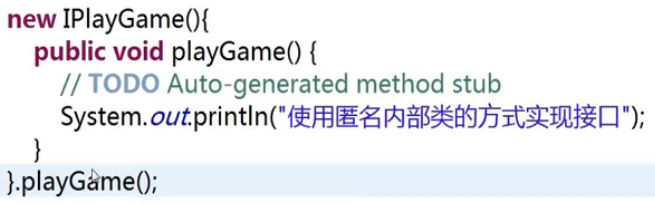 new IPlayGame(){
public void playGame() {
// TODO Auto-generated method stub
System.out.println("使用匿名内部类的方式实现接口");
}
}.playGame();